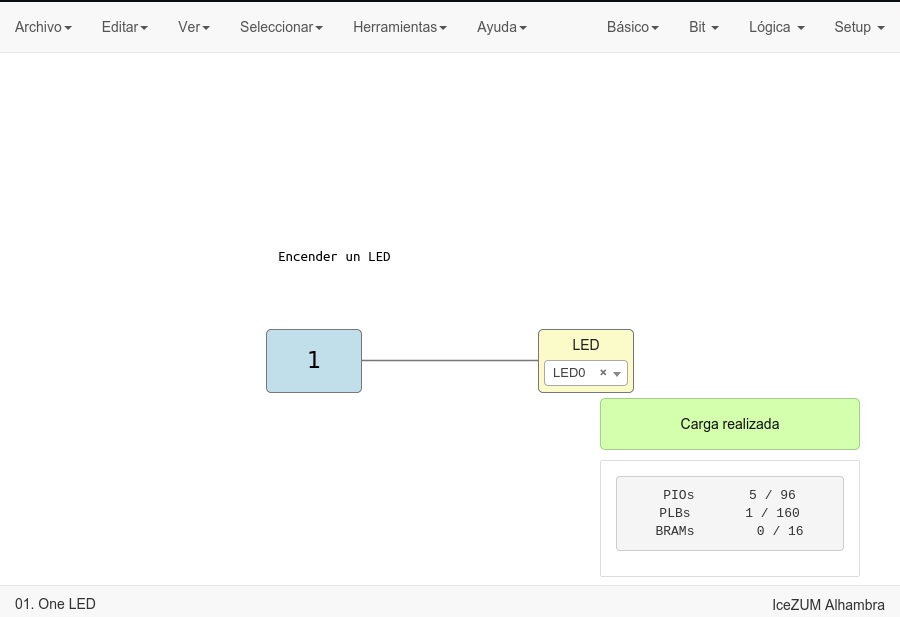 Archivo Editar Ver Seleccionar Herramientas Ayuda Básico Bit Lógica Setup
Encender un LED
1
LED
LED0 ×
Carga realizada
PIOs 5 / 96
PLBs 1 / 160
BRAMs 0 / 16
01. One LED IceZUM Alhambra